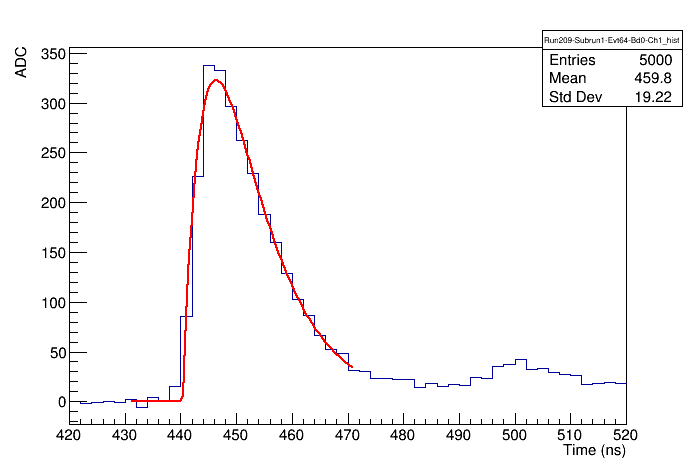 Run209-Subrun1-Evt64-Bd0-Ch1_hist
Entries 5000
Mean 459.8
Std Dev 19.22
ADC
350
300
250
200
150
100
50
0
420 430 440 450 460 470 480 490 500 510 520
Time (ns)